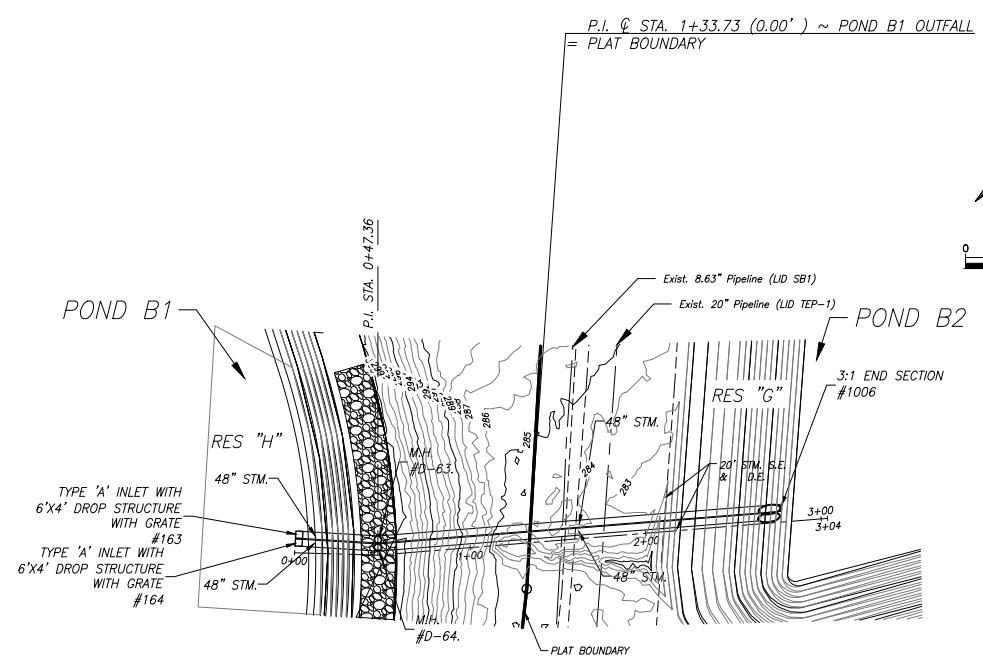 P.I. ℄ STA. 1+33.73 (0.00' ) ~ POND B1 OUTFALL
= PLAT BOUNDARY
P.I. STA. 0+47.36
0
Exist. 8.63" Pipeline (LID SB1)
Exist. 20" Pipeline (LID TEP-1)
POND B1
POND B2
3:1 END SECTION
#1006
RES "G"
RES "H"
294
289
287
286
285
284
283
48" STM.
M.H.
#D-63.
20' STM. S.E.
& D.E.
48" STM.
TYPE 'A' INLET WITH
6'X4' DROP STRUCTURE
WITH GRATE
#163
TYPE 'A' INLET WITH
6'X4' DROP STRUCTURE
WITH GRATE
#164
48" STM.
0+00
1+00
2+00
3+00
3+04
48" STM.
M.H.
#D-64.
PLAT BOUNDARY